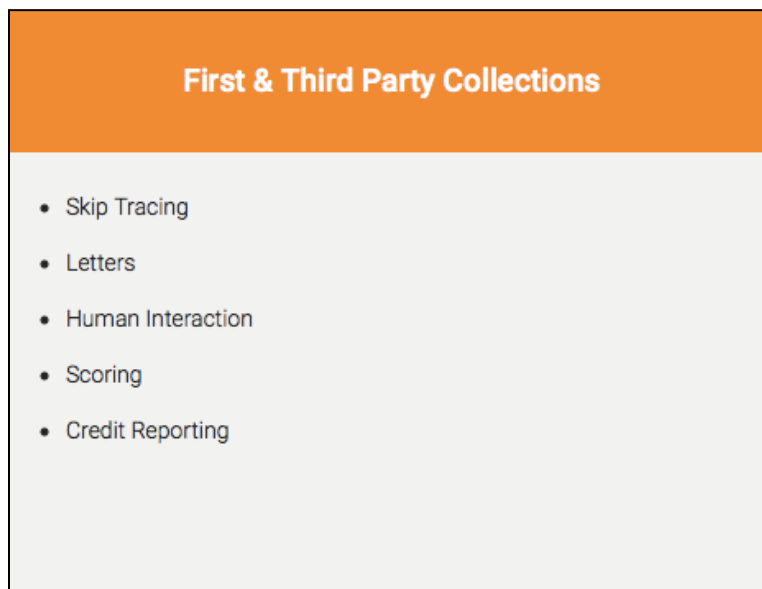 First & Third Party Collections
• Skip Tracing
• Letters
• Human Interaction
• Scoring
• Credit Reporting